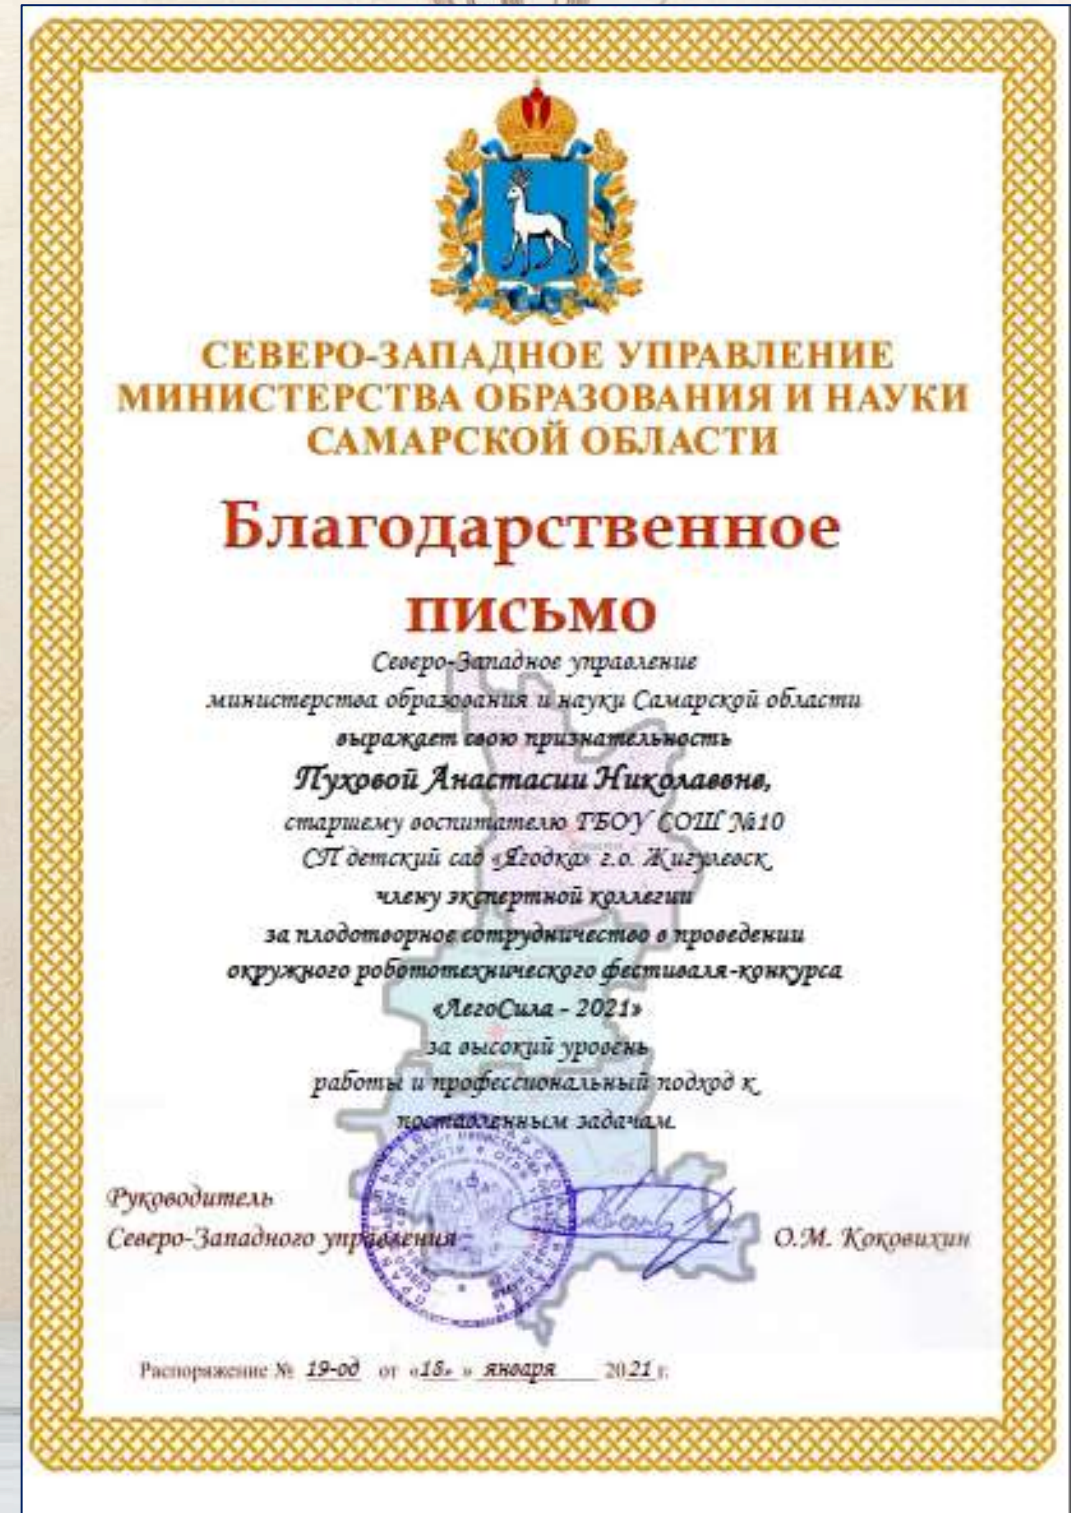 СЕВЕРО-ЗАПАДНОЕ УПРАВЛЕНИЕ
МИНИСТЕРСТВА ОБРАЗОВАНИЯ И НАУКИ
САМАРСКОЙ ОБЛАСТИ
Благодарственное
письмо
Северо-Западное управление
министерства образования и науки Самарской области
выражает свою признательность
Пуховой Анастасии Николаевне,
старшему воспитателю ГБОУ СОШ №10
СП детский сад «Ягодка» г.о. Жигулевск
члену экспертной коллегии
за плодотворное сотрудничество в проведении
окружного робототехнического фестиваля-конкурса
«ЛегоСила - 2021»
за высокий уровень
работы и профессиональный подход к
поставленным задачам.
Руководитель
Северо-Западного управления
О.М. Коковихин
Распоряжение № 19-од от «18» » января 2021 г.